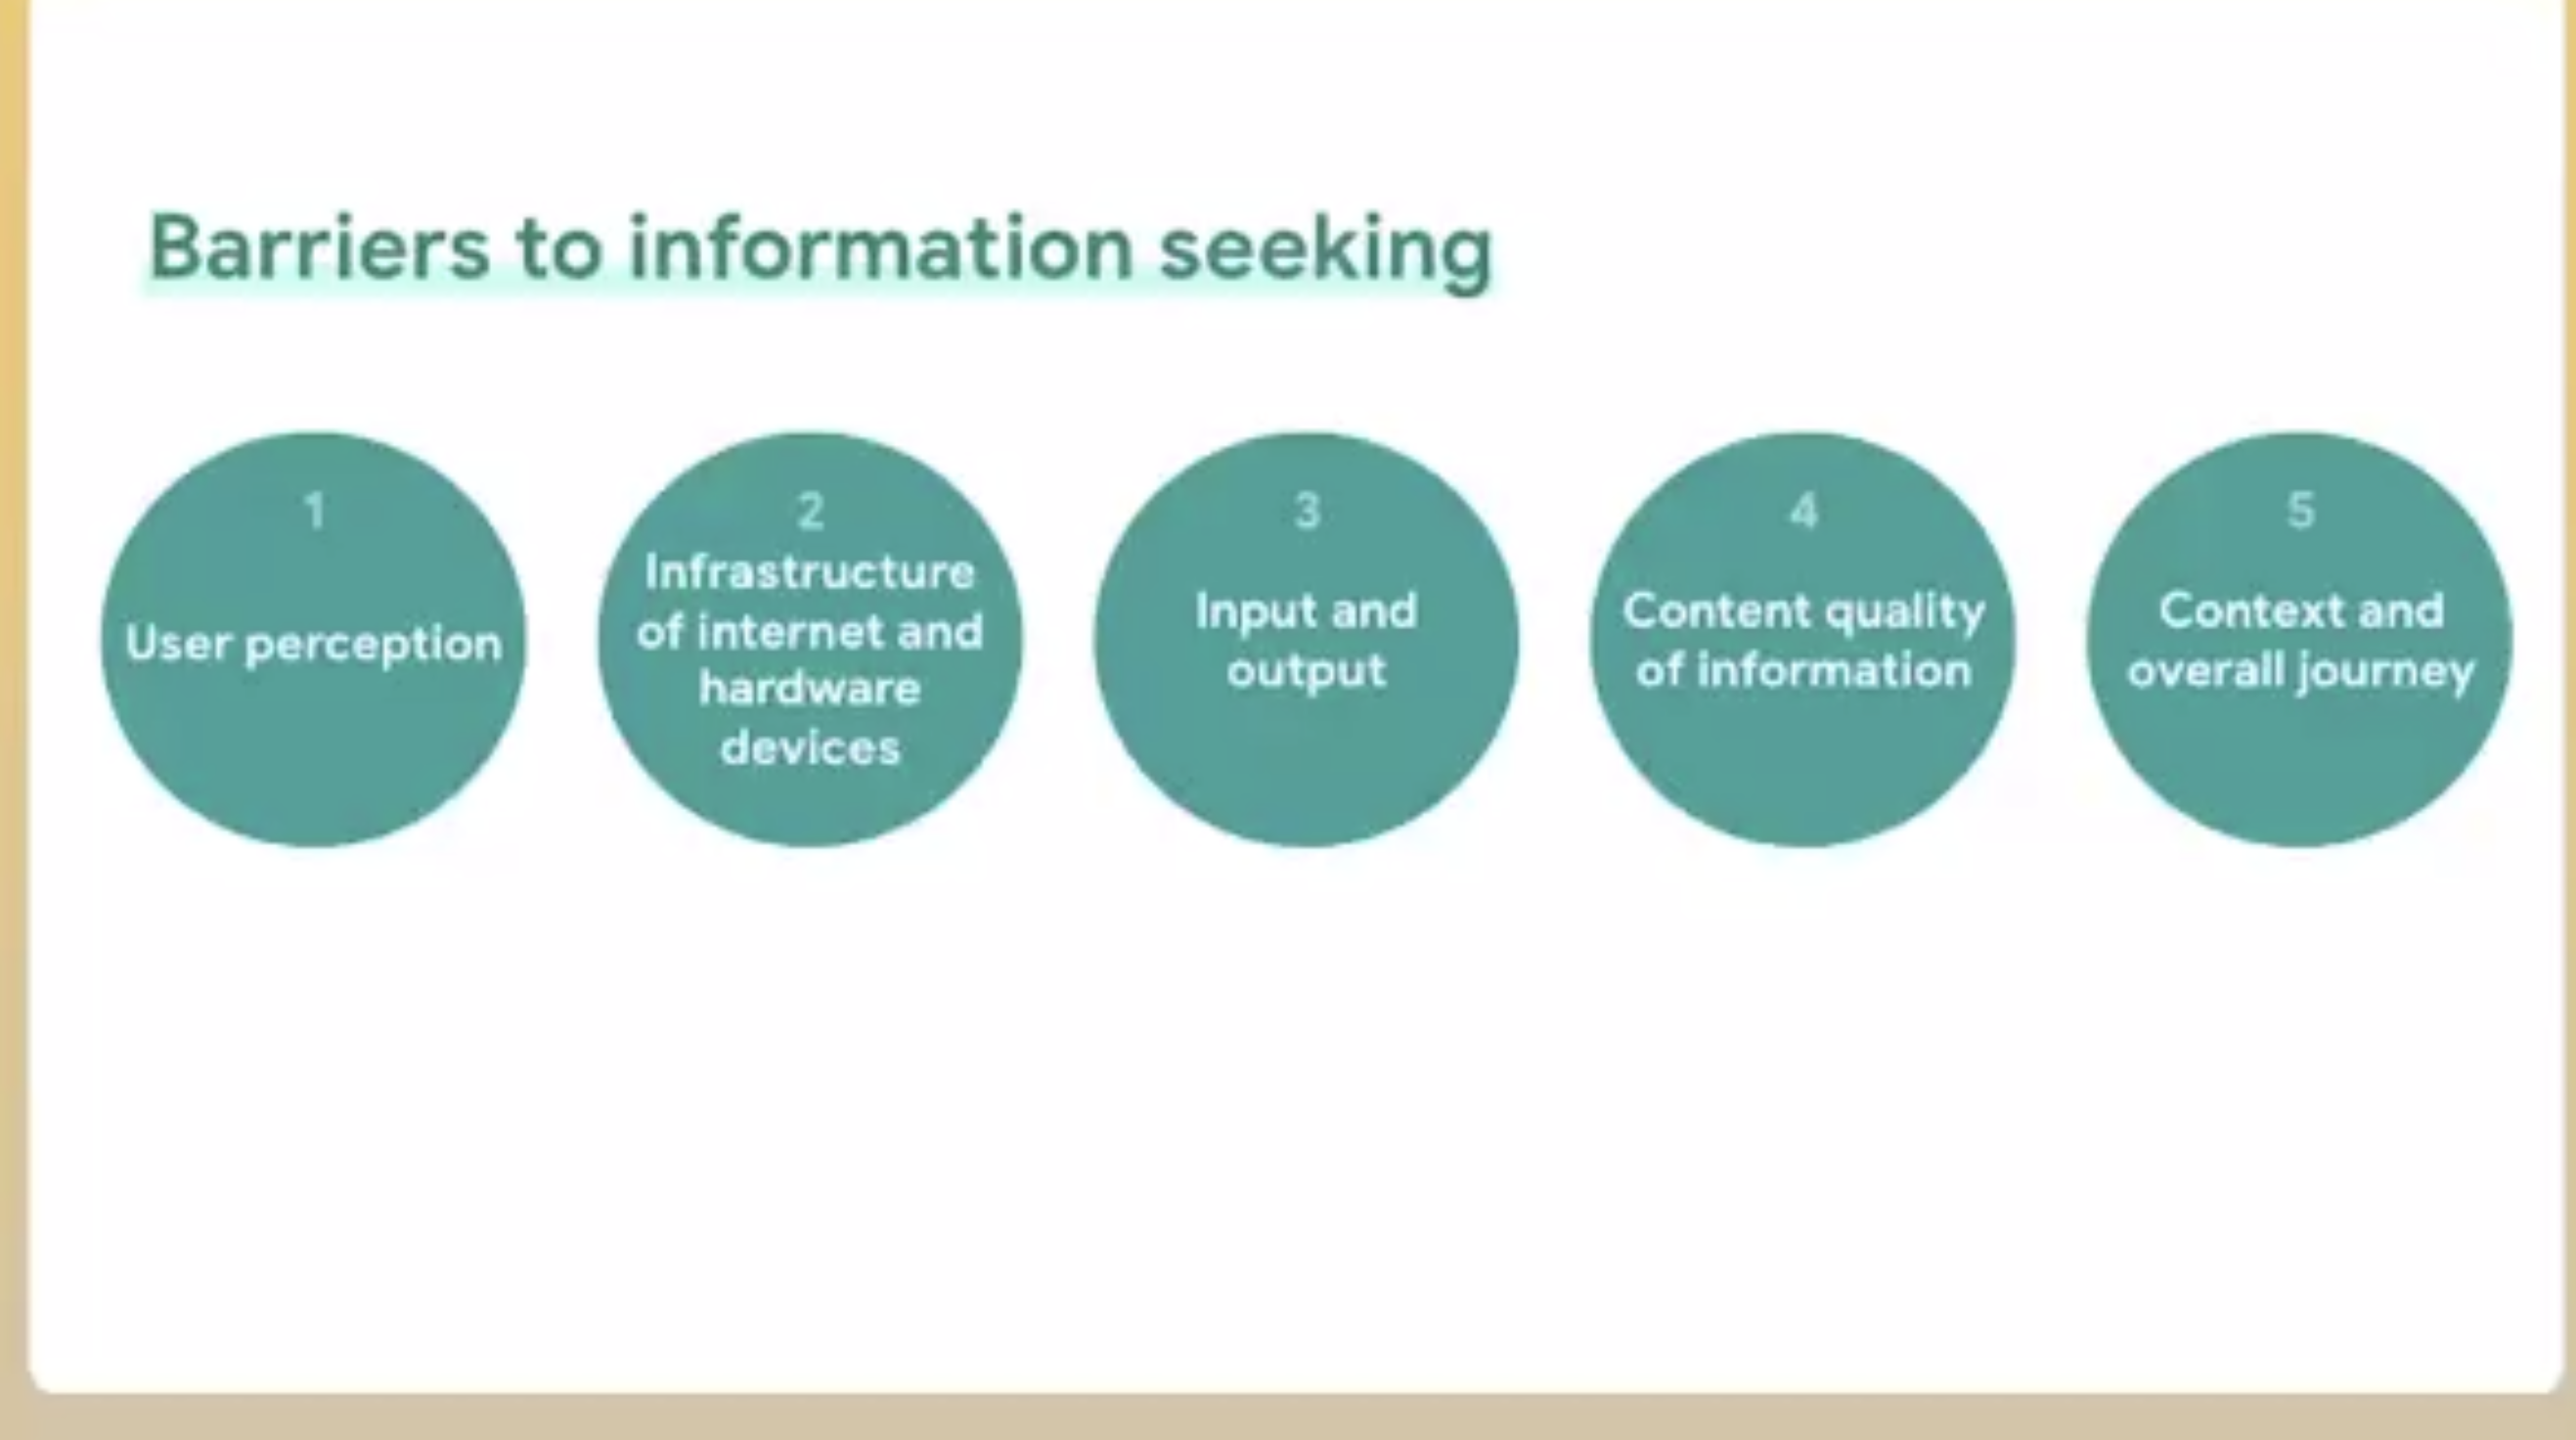 Barriers to information seeking
1
User perception
2
Infrastructure
of internet and
hardware
devices
3
Input and
output
4
Content quality
of information
5
Context and
overall journey